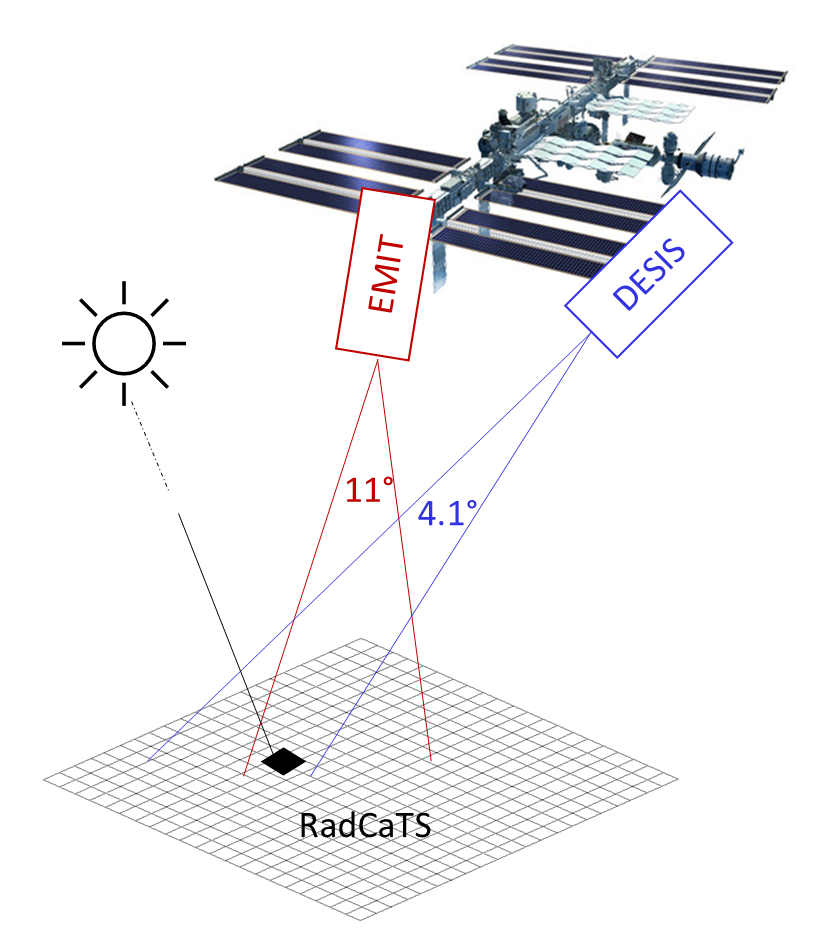 EMIT
DESIS
11°
4.1°
RadCaTS